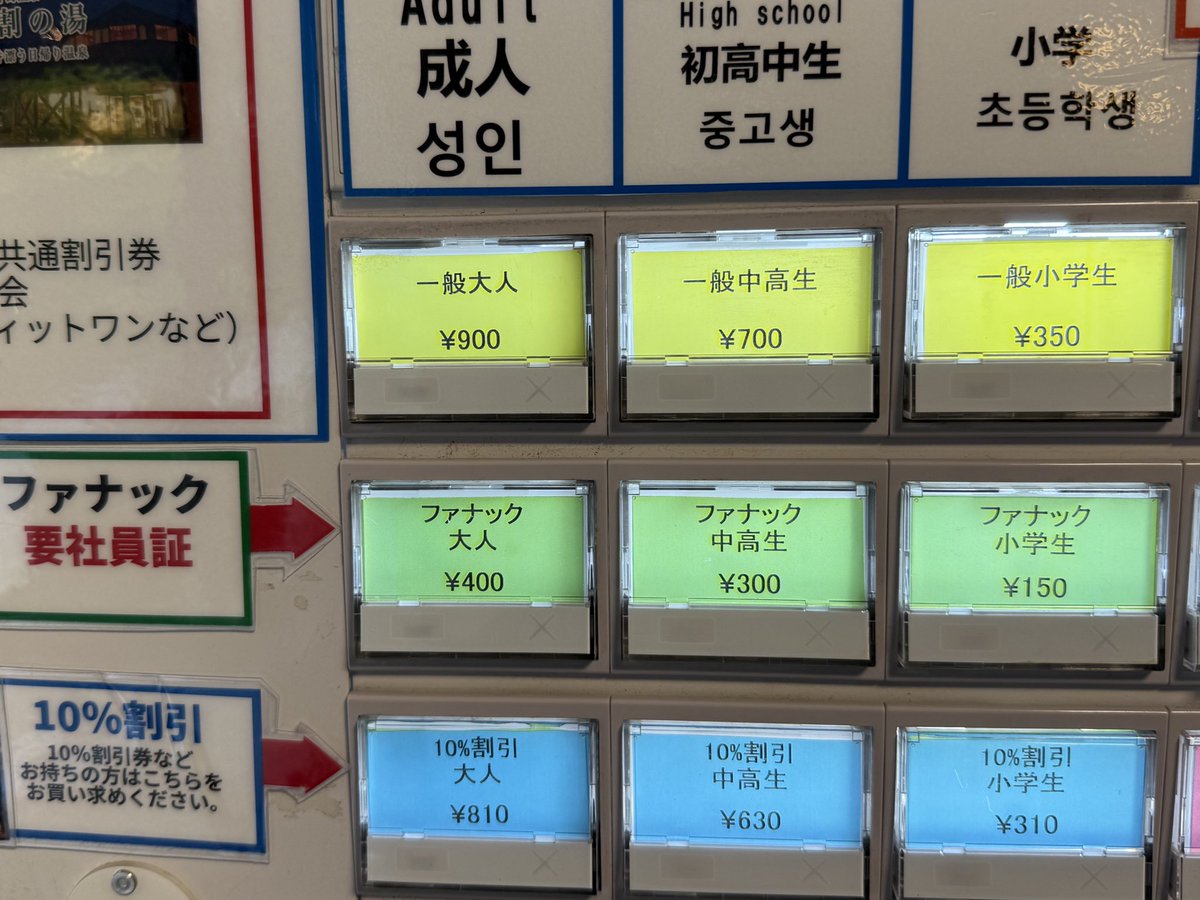 割の湯
漂う日帰り温泉
共通割引券
会
ィットワンなど）
Adult
成人
성인
High school
初高中生
중고생
小学
초등학생
一般大人
¥900
一般中高生
¥700
一般小学生
¥350
ファナック
要社員証
ファナック
大人
¥400
ファナック
中高生
¥300
ファナック
小学生
¥150
10%割引
10%割引券など
お持ちの方はこちらを
お買い求めください。
10%割引
大人
¥810
10%割引
中高生
¥630
10%割引
小学生
¥310